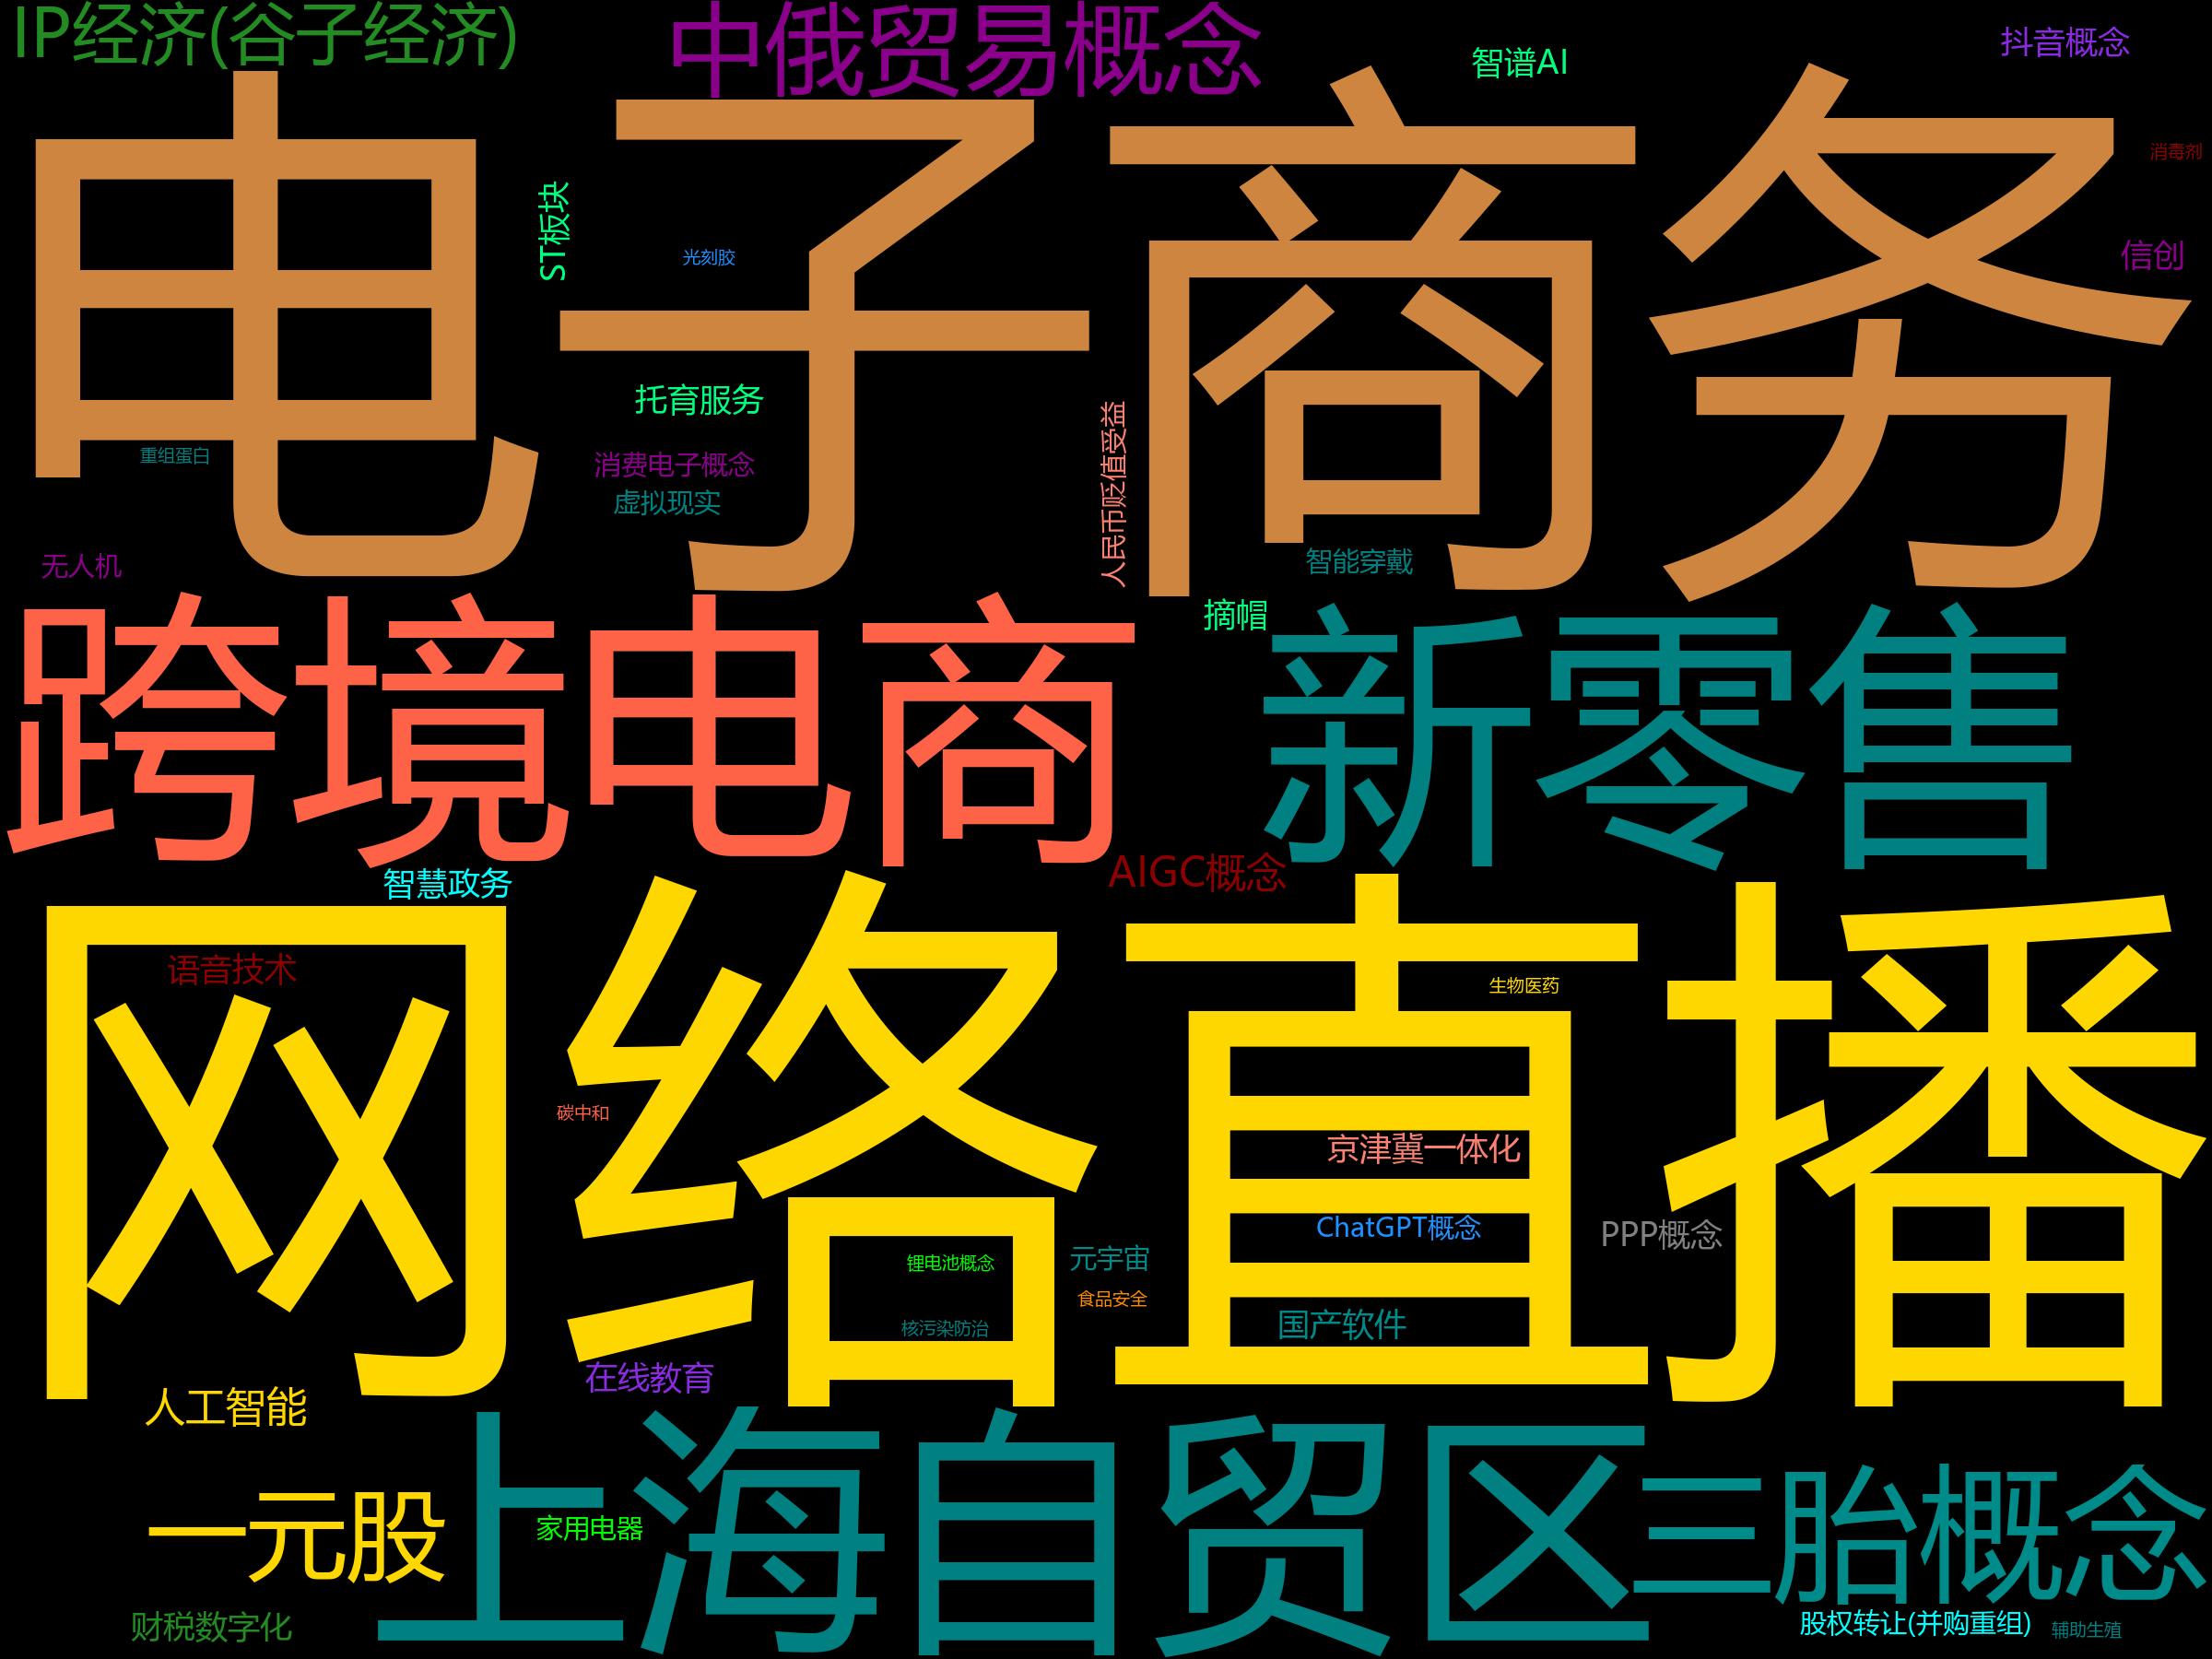 IP经济(谷子经济)
中俄贸易概念
智谱AI
抖音概念
电子商务
消毒剂
ST板块
光刻胶
信创
托育服务
重组蛋白
消费电子概念
虚拟现实
人民币贬值受益
智能穿戴
无人机
摘帽
跨境电商
新零售
智慧政务
AIGC概念
网络直播
语音技术
生物医药
碳中和
京津冀一体化
ChatGPT概念
PPP概念
锂电池概念
元宇宙
食品安全
核污染防治
国产软件
在线教育
人工智能
上海自贸区
三胎概念
一元股
家用电器
财税数字化
股权转让(并购重组)
辅助生殖